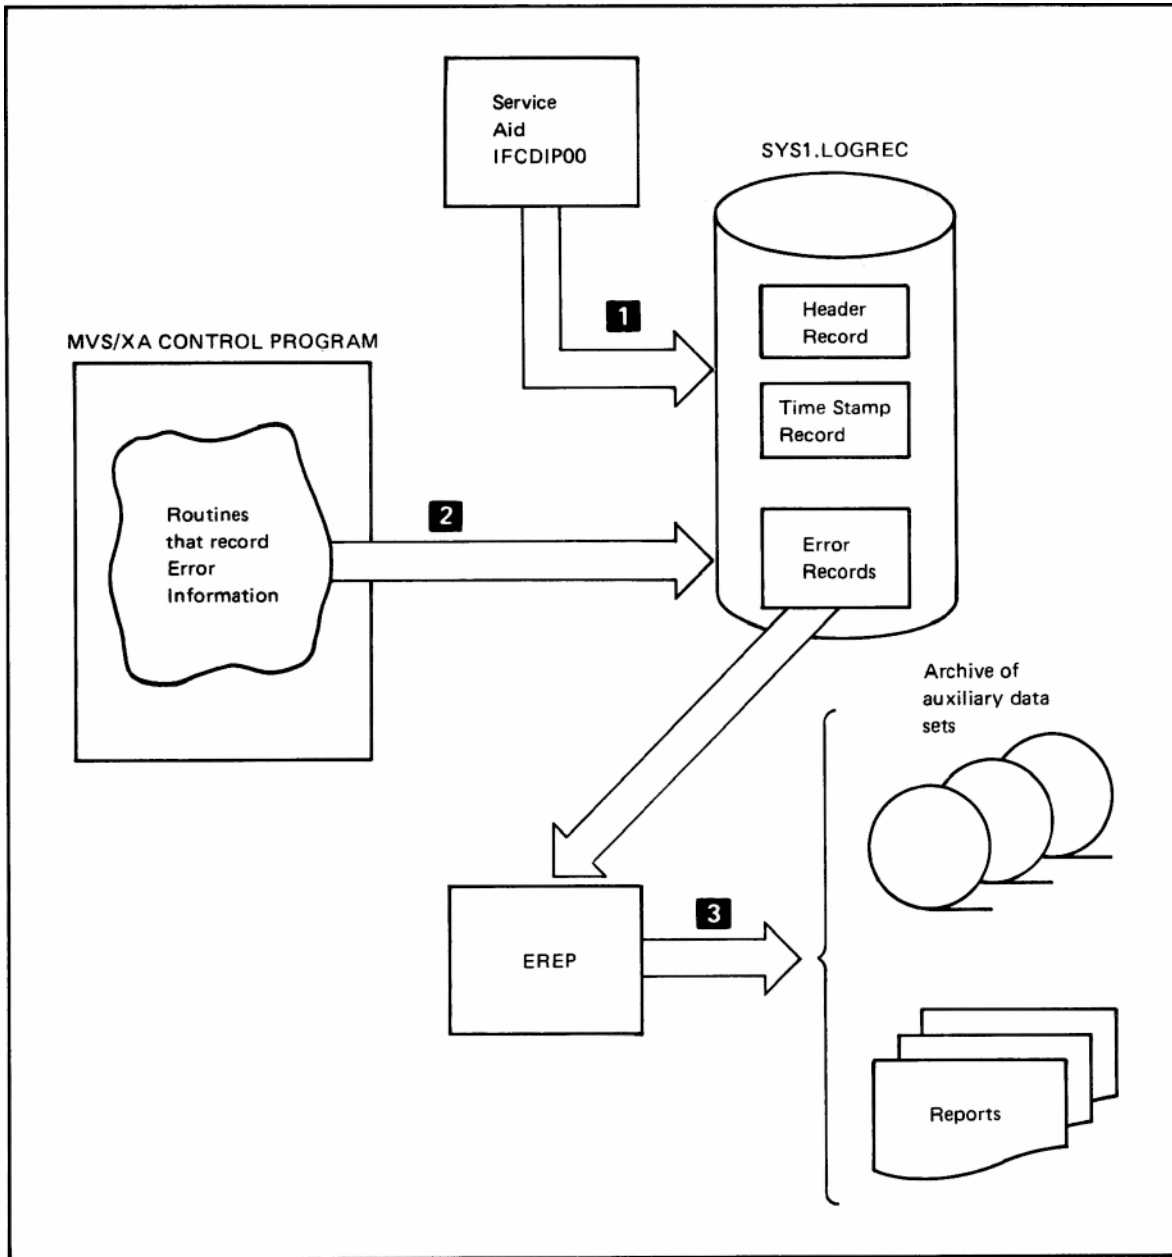 Service
Aid
IFCDIP00
SYS1.LOGREC
Header
Record
1
MVS/XA CONTROL PROGRAM
Time Stamp
Record
Routines
that record
Error
Information
2
Error
Records
Archive of
auxiliary data
sets
3
EREP
Reports